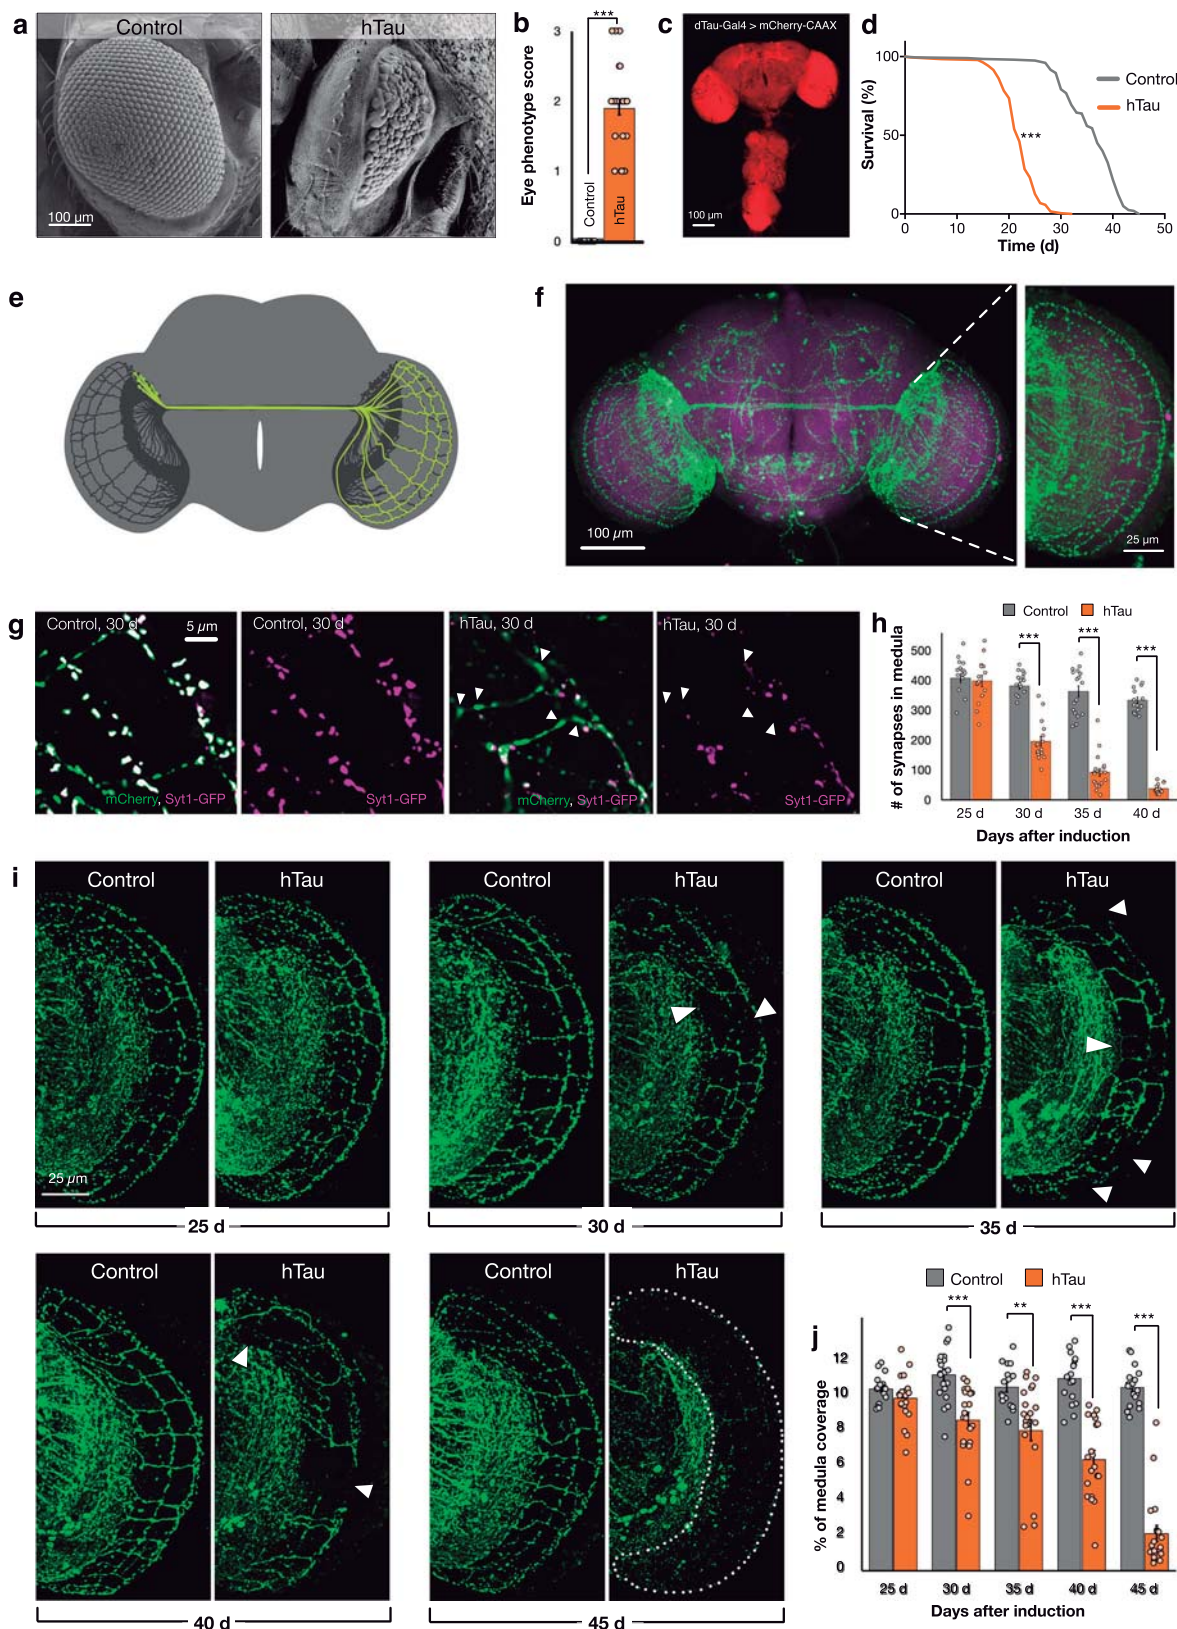 a
Control
hTau
100 µm
b
Eye phenotype score
3
2
1
0
***
Control
hTau
c
dTau-Gal4 > mCherry-CAAX
100 µm
d
Survival (%)
100
50
0
***
Control
hTau
0 10 20 30 40 50
Time (d)
e
f
100 µm
25 µm
g
Control, 30 d
5 µm
mCherry, Syt1-GFP
Control, 30 d
Syt1-GFP
hTau, 30 d
mCherry, Syt1-GFP
hTau, 30 d
Syt1-GFP
h
Control hTau
# of synapses in medula
500
400
300
200
100
0
*** *** ***
25 d 30 d 35 d 40 d
Days after induction
i
Control hTau
25 µm
25 d
Control hTau
30 d
Control hTau
35 d
Control hTau
40 d
Control hTau
45 d
j
Control hTau
% of medula coverage
12
10
8
6
4
2
0
*** ** *** ***
25 d 30 d 35 d 40 d 45 d
Days after induction